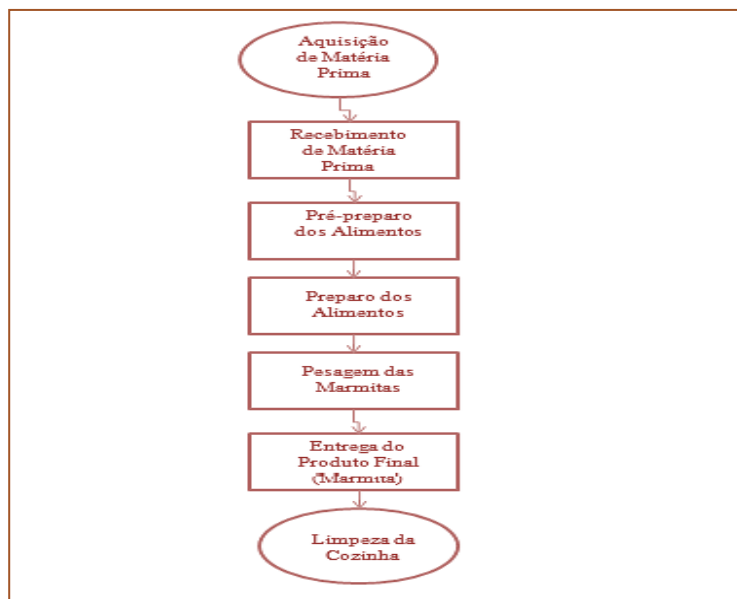 Aquisição
de Matéria
Prima
Recebimento
de Matéria
Prima
Pré-preparo
dos Alimentos
Preparo dos
Alimentos
Pesagem das
Marmitas
Entrega do
Produto Final
('Marmita')
Limpeza da
Cozinha